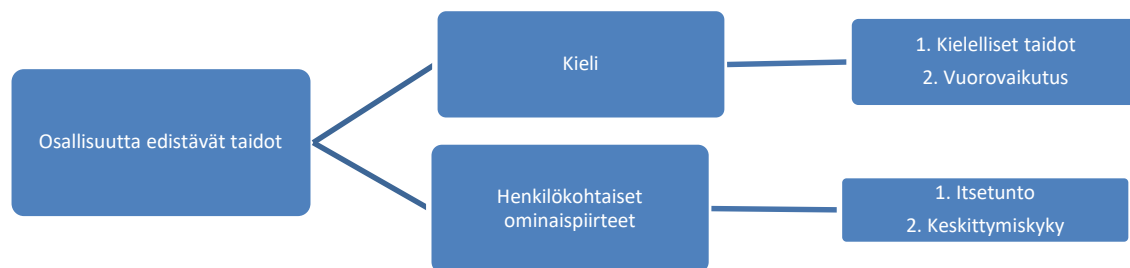 Osallisuutta edistävät taidot
Kieli
1. Kielelliset taidot
2. Vuorovaikutus
Henkilökohtaiset
ominaispiirteet
1. Itsetunto
2. Keskittymiskyky